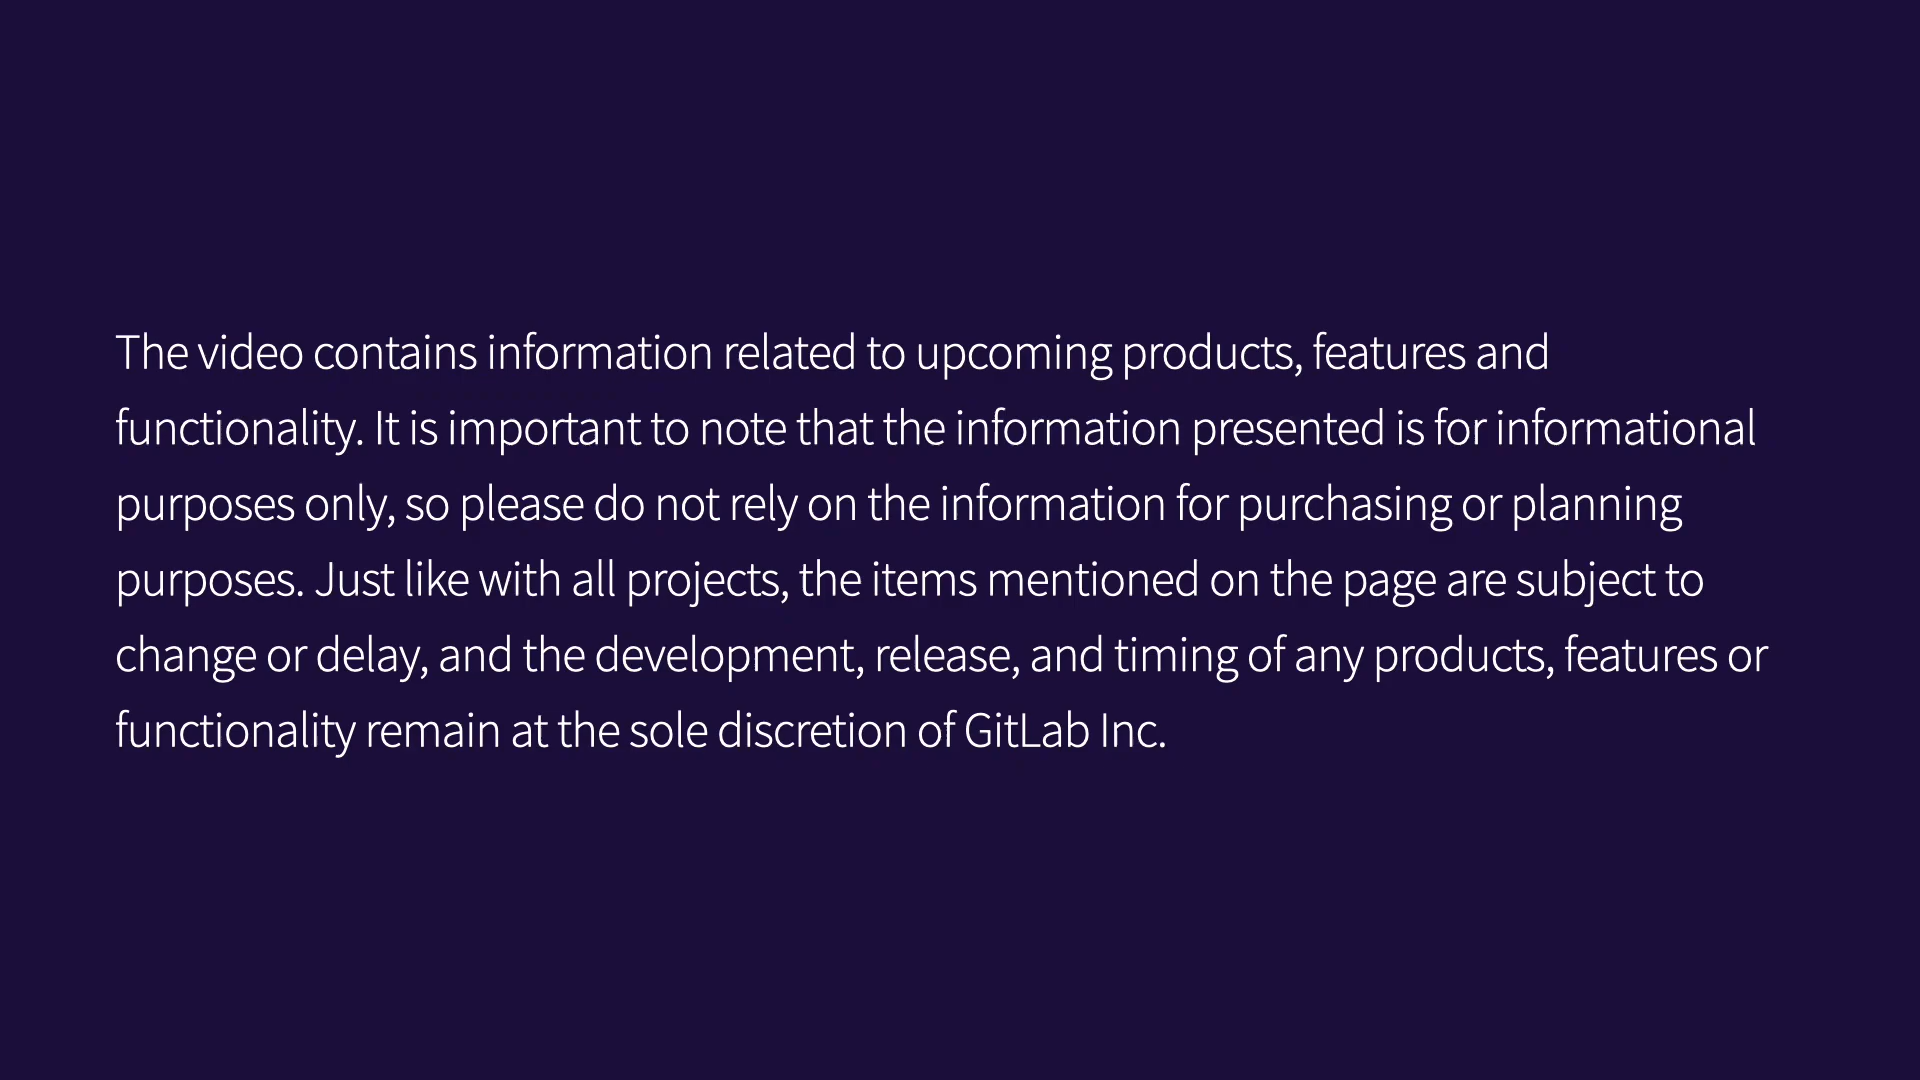 The video contains information related to upcoming products, features and
functionality. It is important to note that the information presented is for informational
purposes only, so please do not rely on the information for purchasing or planning
purposes. Just like with all projects, the items mentioned on the page are subject to
change or delay, and the development, release, and timing of any products, features or
functionality remain at the sole discretion of GitLab Inc.